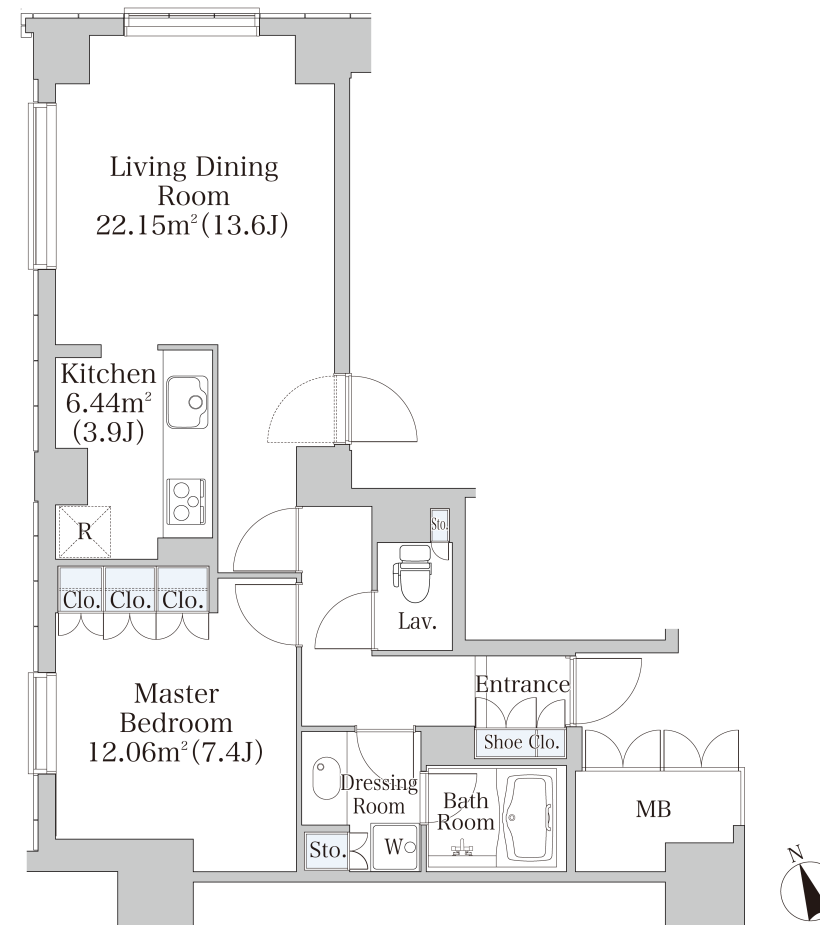 Living Dining
Room
22.15m²(13.6J)
Kitchen
6.44m²
(3.9J)
R
Sto.
Clo.
Clo.
Clo.
Lav.
Master
Bedroom
12.06m²(7.4J)
Entrance
Shoe Clo.
Dressing
Room
Bath
Room
MB
Sto.
W
N